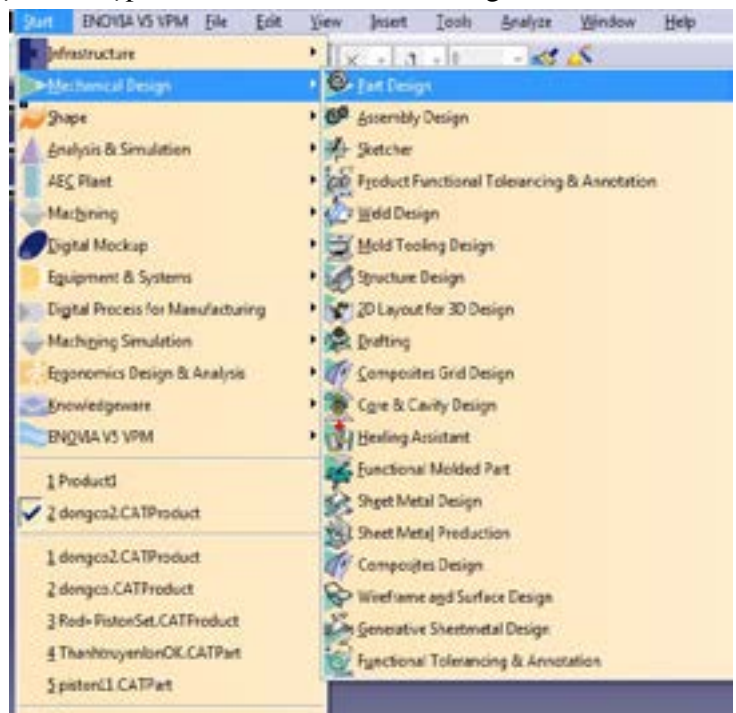 Start ENOVIA V5 VPM File Edit View Insert Tools Analyze Window Help
Infrastructure
Mechanical Design
Shape
Analysis & Simulation
AEC Plant
Machining
Digital Mockup
Equipment & Systems
Digital Process for Manufacturing
Machining Simulation
Ergonomics Design & Analysis
Knowledgeware
ENOVIA V5 VPM
1 Product1
2 dongco2.CATProduct
1 dongco2.CATProduct
2 dongco.CATProduct
3 Rod+PistonSet.CATProduct
4 ThanhtruyenlonOK.CATPart
5 pistonL1.CATPart
Part Design
Assembly Design
Sketcher
Product Functional Tolerancing & Annotation
Weld Design
Mold Tooling Design
Structure Design
2D Layout for 3D Design
Drafting
Composites Grid Design
Core & Cavity Design
Healing Assistant
Functional Molded Part
Sheet Metal Design
Sheet Metal Production
Composites Design
Wireframe and Surface Design
Generative Sheetmetal Design
Functional Tolerancing & Annotation